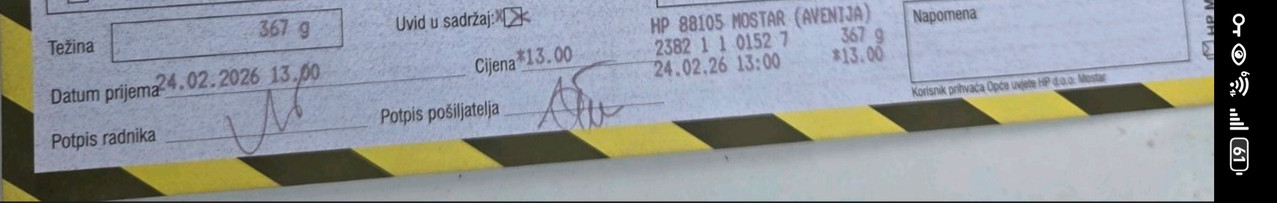 Težina 367 g
Uvid u sadržaj:
Datum prijema 24.02.2026 13.00
Cijena *13.00
Potpis radnika
Potpis pošiljatelja
HP 88105 MOSTAR (AVENIJA)
2382 1 1 0152 7 367 g
24.02.26 13:00 *13.00
Napomena
Korisnik prihvaća Opće uvjete HP d.o.o. Mostar
61